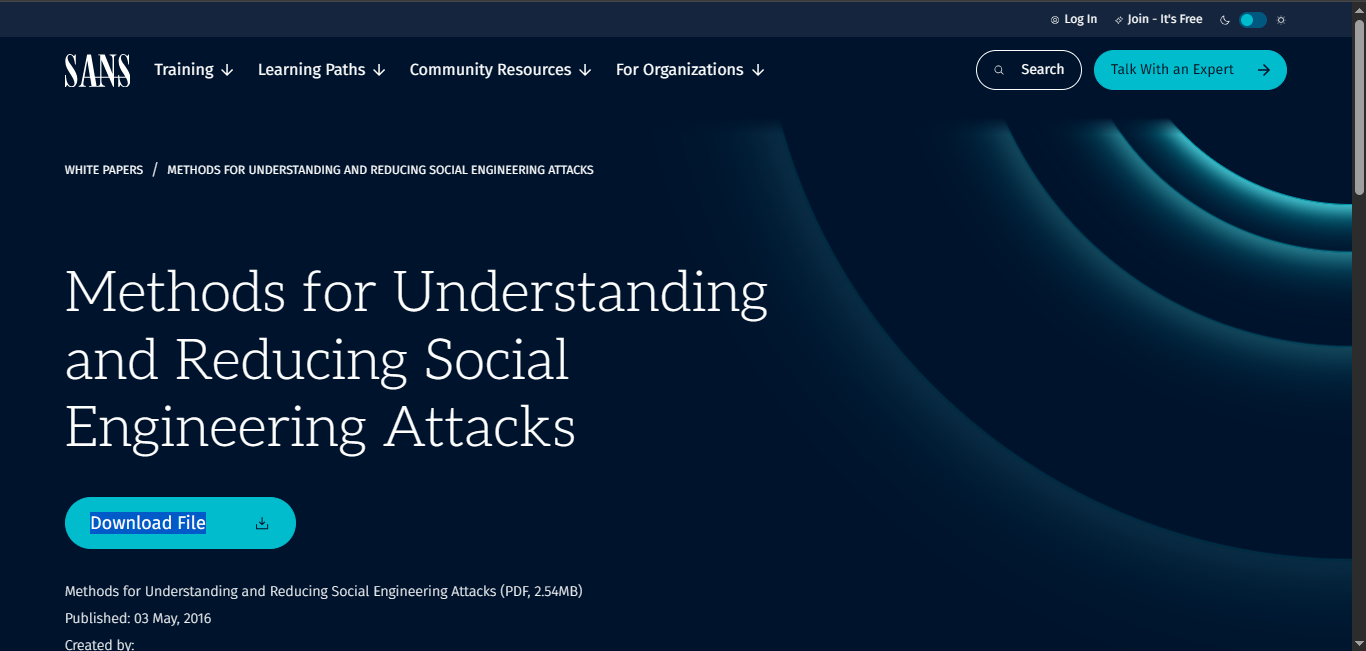 Log In
Join - It's Free
SANS
Training
Learning Paths
Community Resources
For Organizations
Search
Talk With an Expert
WHITE PAPERS / METHODS FOR UNDERSTANDING AND REDUCING SOCIAL ENGINEERING ATTACKS
Methods for Understanding
and Reducing Social
Engineering Attacks
Download File
Methods for Understanding and Reducing Social Engineering Attacks (PDF, 2.54MB)
Published: 03 May, 2016
Created by: